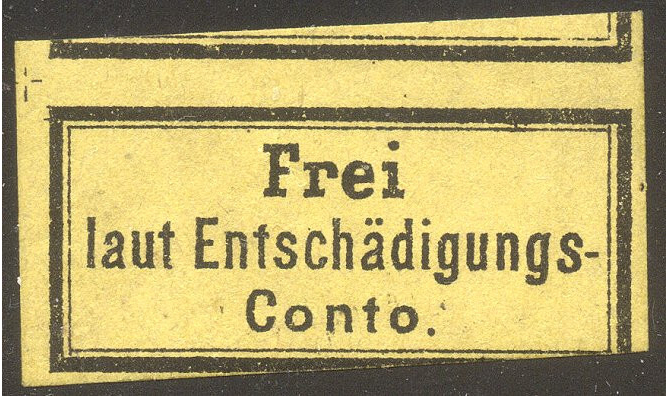 Frei
laut Entschädigungs-
Conto.